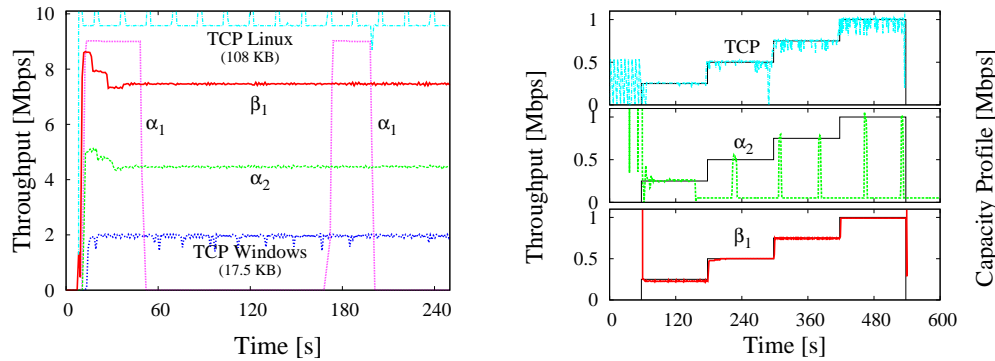 10
8
6
4
2
0
Throughput [Mbps]
TCP Linux
(108 KB)
β1
α1
α1
α2
TCP Windows
(17.5 KB)
0 60 120 180 240
Time [s]
Throughput [Mbps]
1
0.5
0
TCP
1
0.5
0
α2
1
0.5
0
β1
0 120 240 360 480 600
Time [s]
Capacity Profile [Mbps]